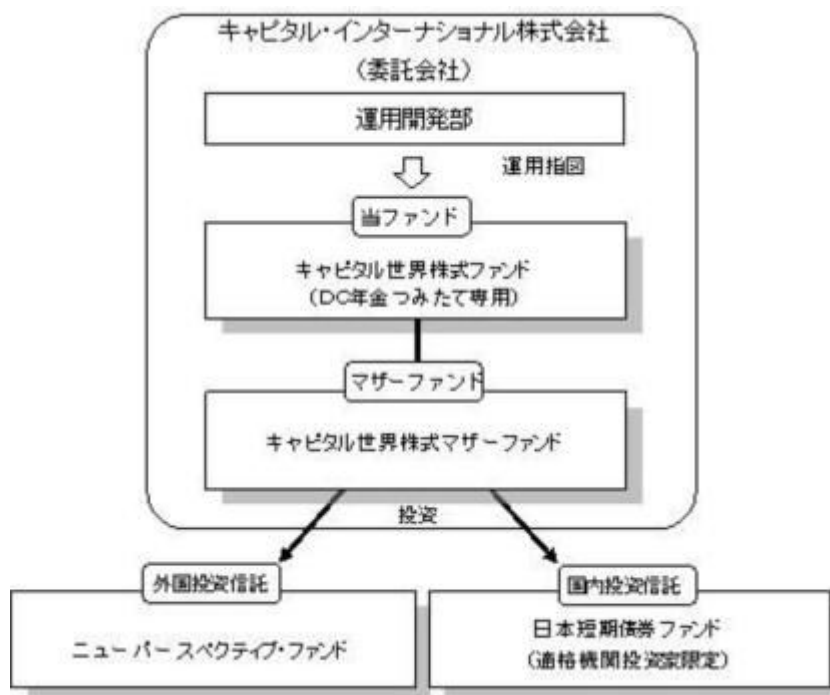 キャピタル・インターナショナル株式会社
（委託会社）
運用開発部
運用指図
当ファンド
キャピタル世界株式ファンド
（DC年金つみたて専用）
マザーファンド
キャピタル世界株式マザーファンド
投資
外国投資信託
国内投資信託
ニューパースペクティブ・ファンド
日本短期債券ファンド
（適格機関投資家限定）